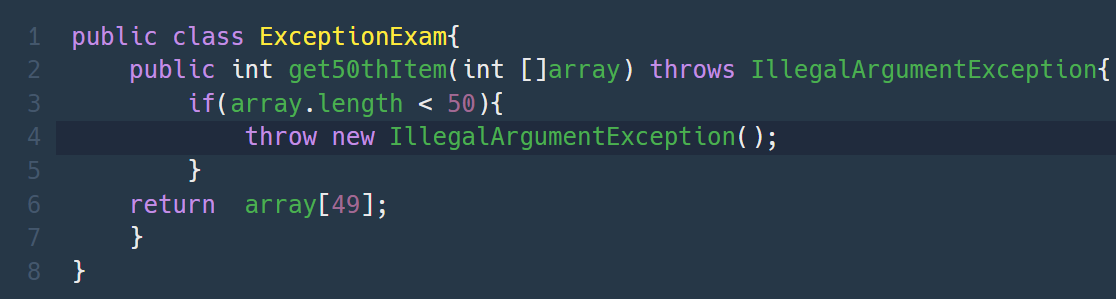 1 public class ExceptionExam{
2     public int get50thItem(int []array) throws IllegalArgumentException{
3         if(array.length < 50){
4             throw new IllegalArgumentException();
5         }
6     return  array[49];
7     }
8 }